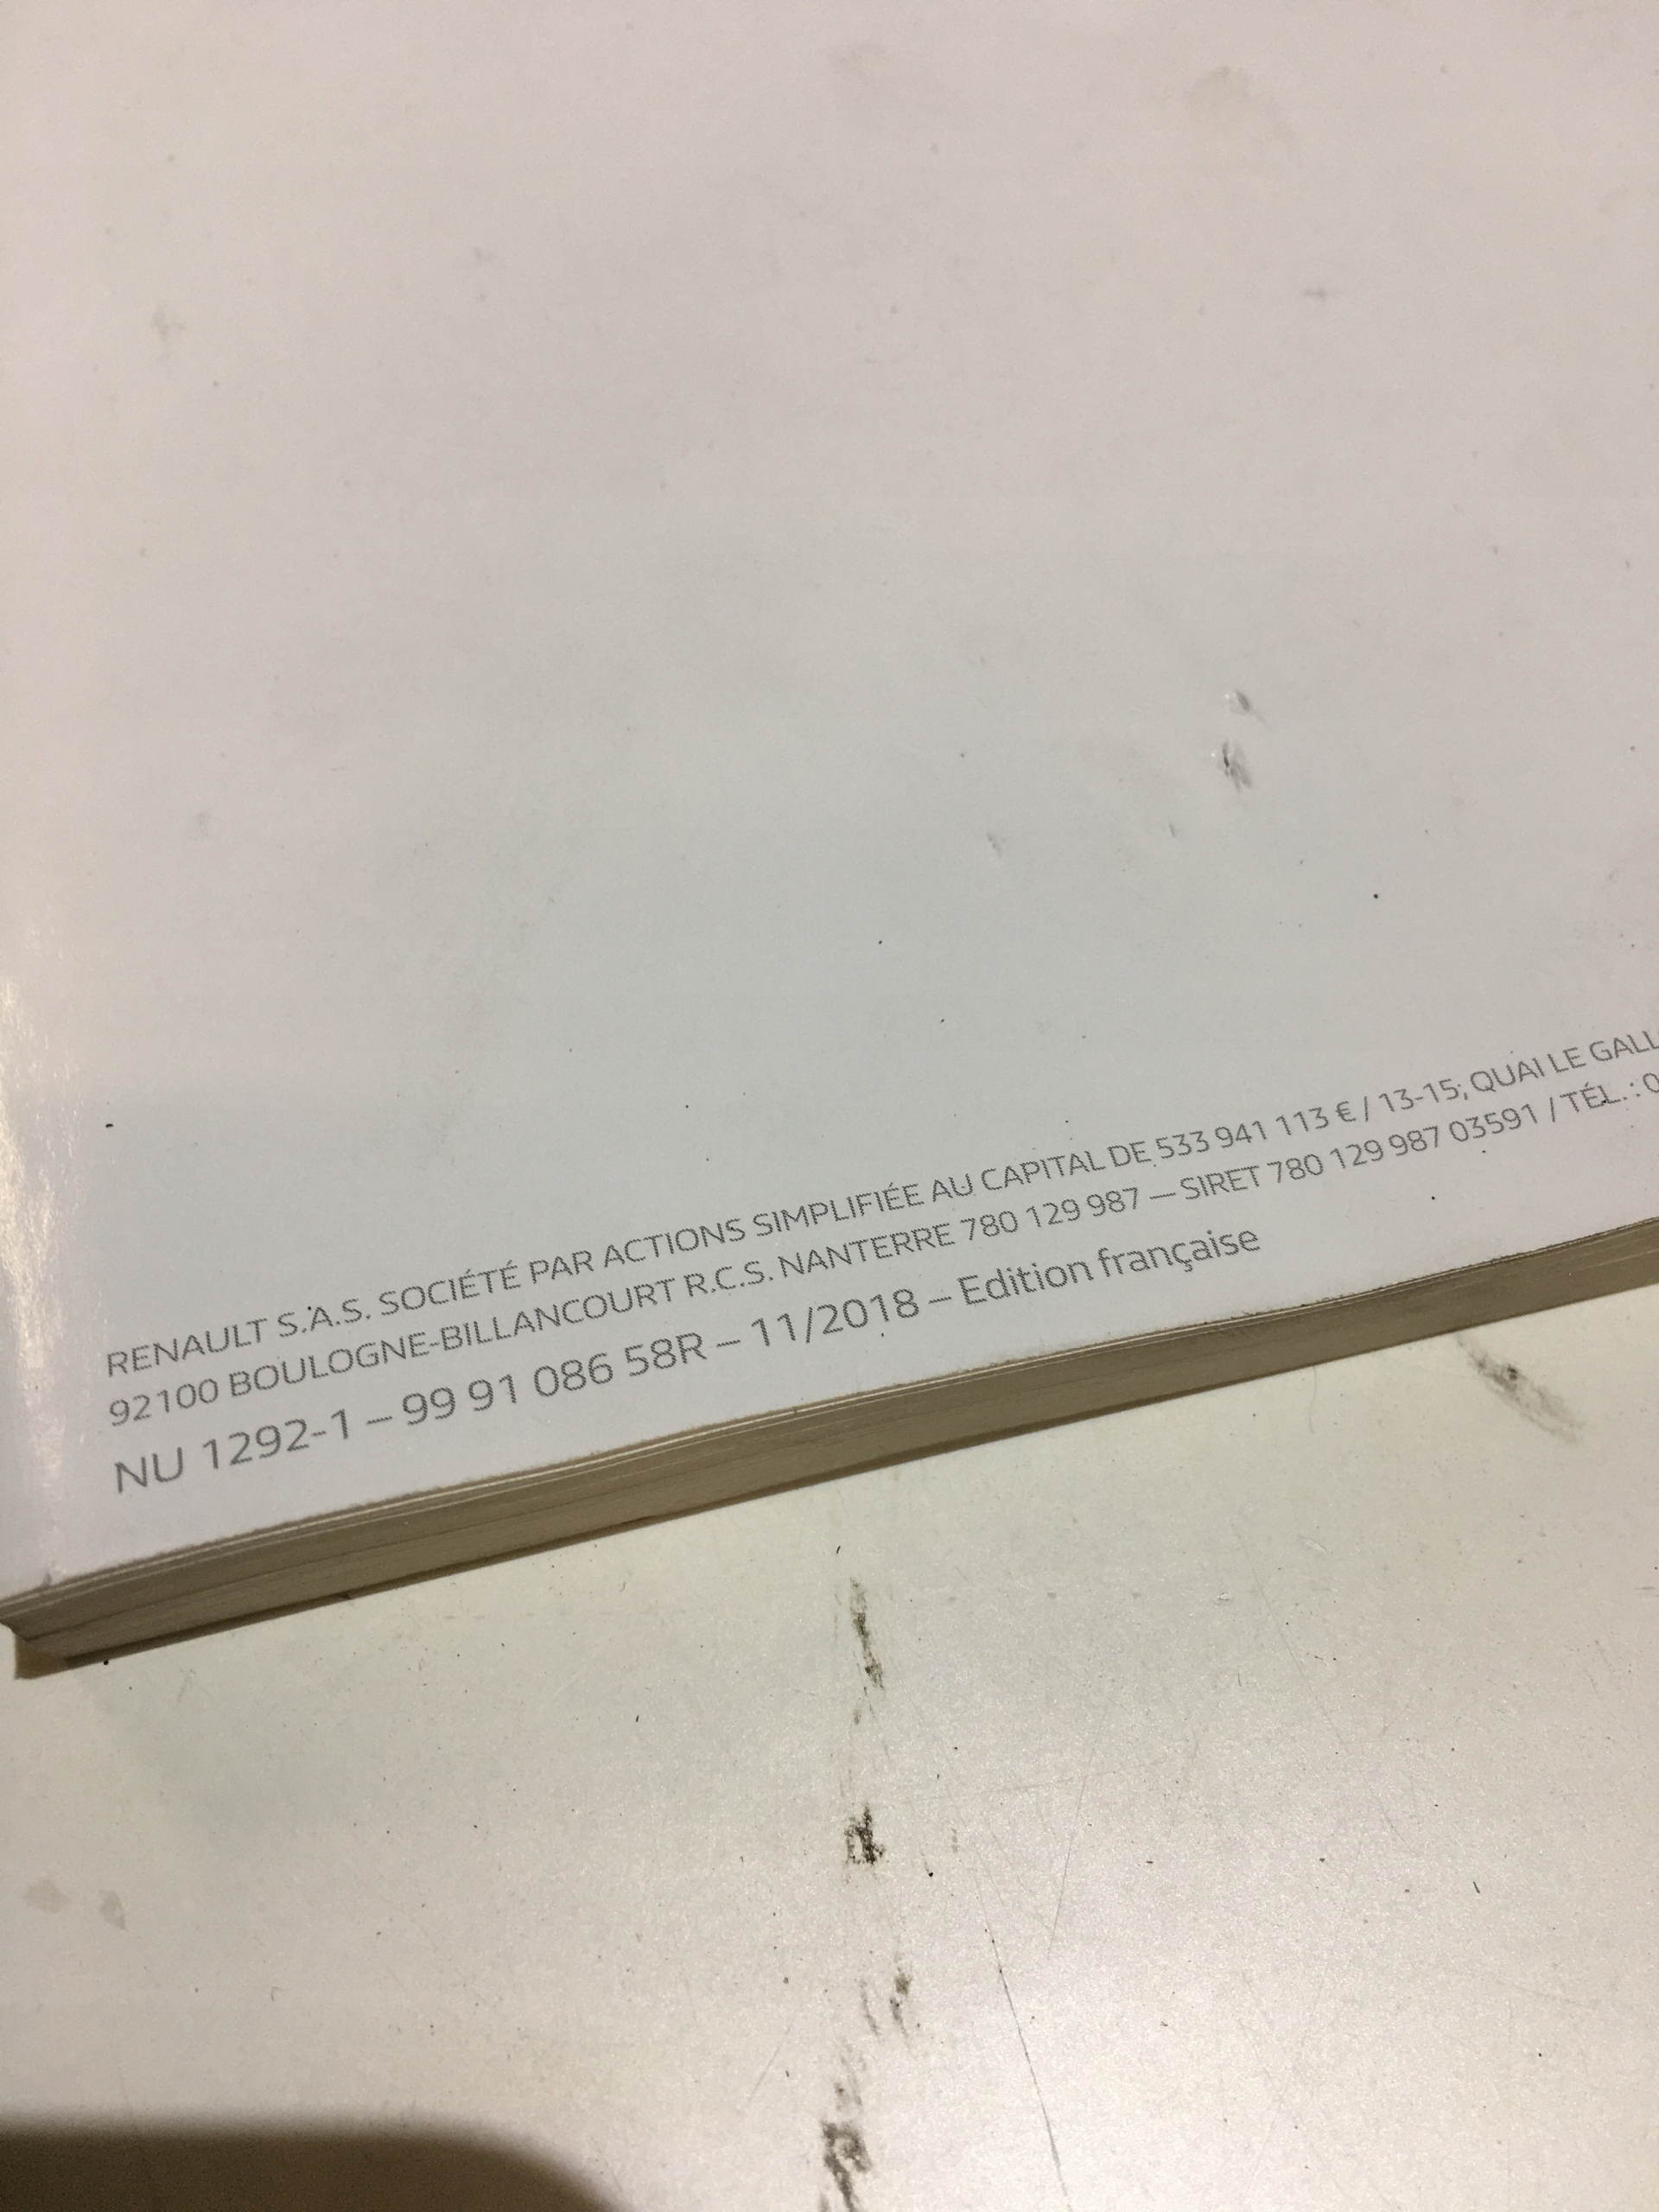 RENAULT S.A.S. SOCIÉTÉ PAR ACTIONS SIMPLIFIÉE AU CAPITAL DE 533 941 113 € / 13-15, QUAI LE
92100 BOULOGNE-BILLANCOURT R.C.S. NANTERRE 780 129 987 — SIRET 780 129 987 03591 / TÉL. :
NU 1292-1 – 99 91 086 58R – 11/2018 – Edition française